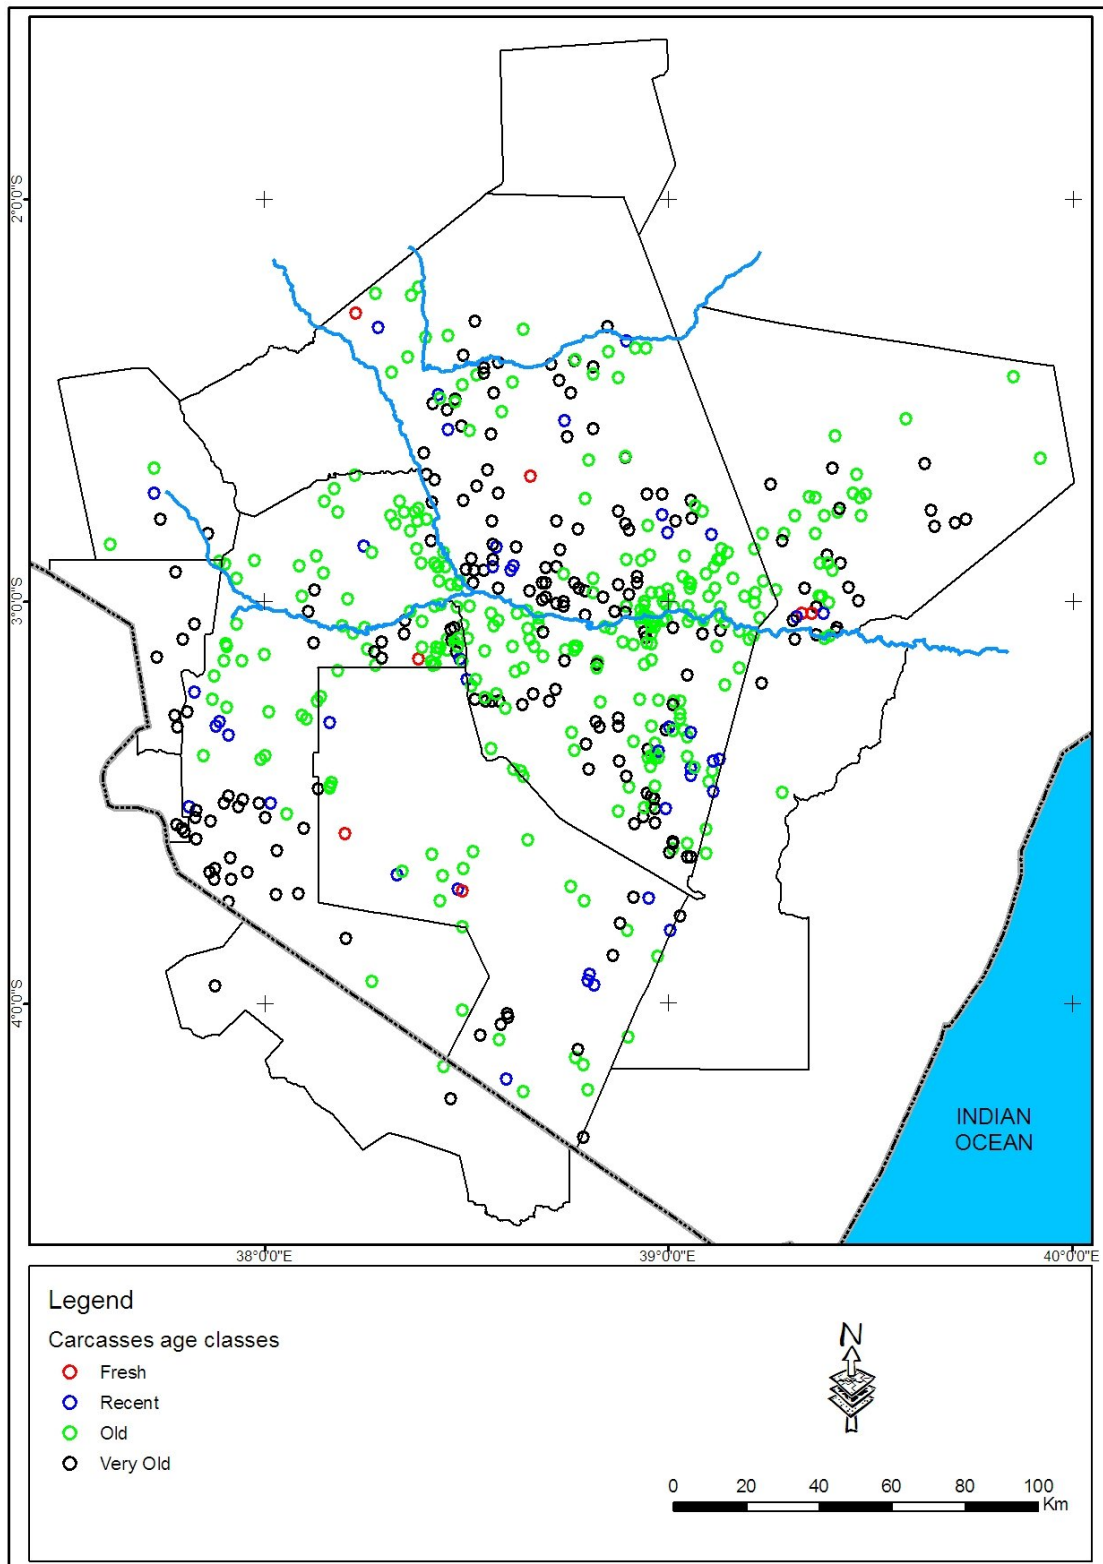 2°0'0"S
3°0'0"S
4°0'0"S
INDIAN
OCEAN
38°0'0"E
39°0'0"E
40°0'0"E
Legend
Carcasses age classes
Fresh
Recent
Old
Very Old
N
0 20 40 60 80 100
Km